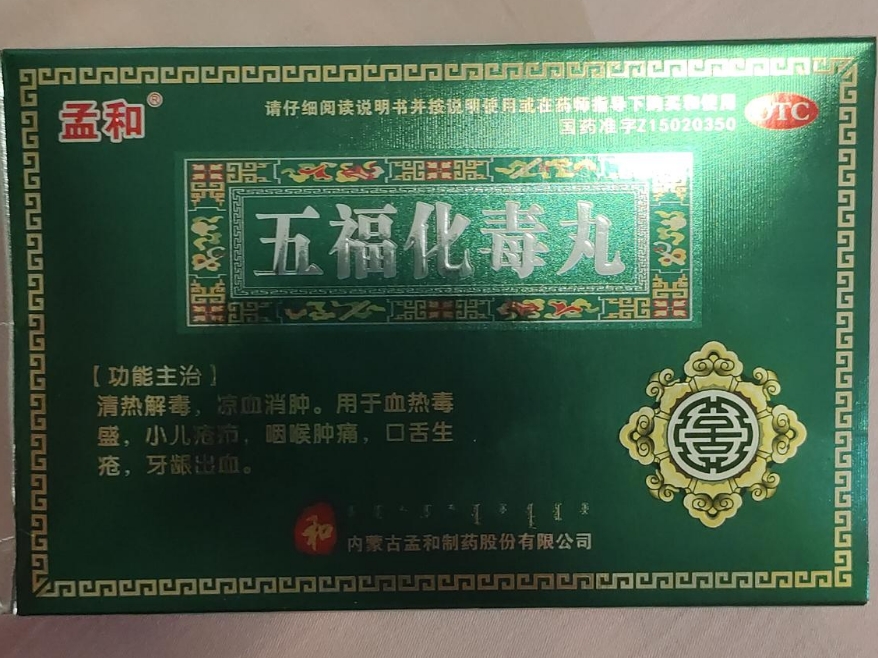 孟和®
请仔细阅读说明书并按说明使用或在药师指导下购买和使用
国药准字Z15020350
OTC
五福化毒丸
【功能主治】
清热解毒，凉血消肿。用于血热毒
盛，小儿疮疖，咽喉肿痛，口舌生
疮，牙龈出血。
和
内蒙古孟和制药股份有限公司